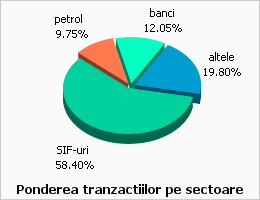 banci
12.05%
petrol
9.75%
altele
19.80%
SIF-uri
58.40%
Ponderea tranzactiilor pe sectoare